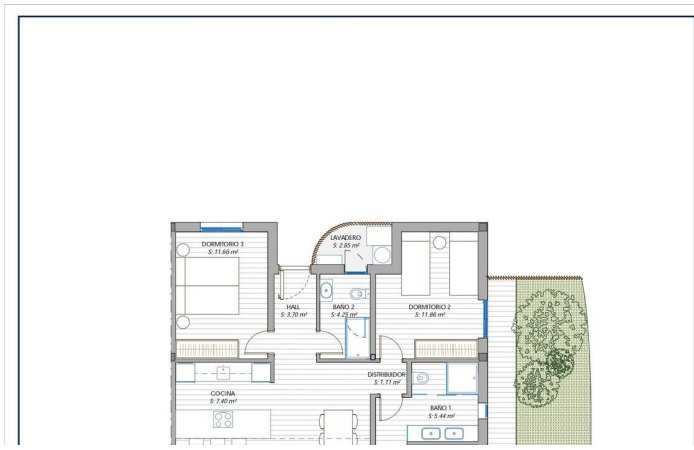 LAVADERO
S: 2.85 m²
DORMITORIO 3
S: 11.66 m²
HALL
S: 3.70 m²
BAÑO 2
S: 4.25 m²
DORMITORIO 2
S: 11.86 m²
DISTRIBUIDOR
S: 1.11 m²
COCINA
S: 7.40 m²
BAÑO 1
S: 5.44 m²